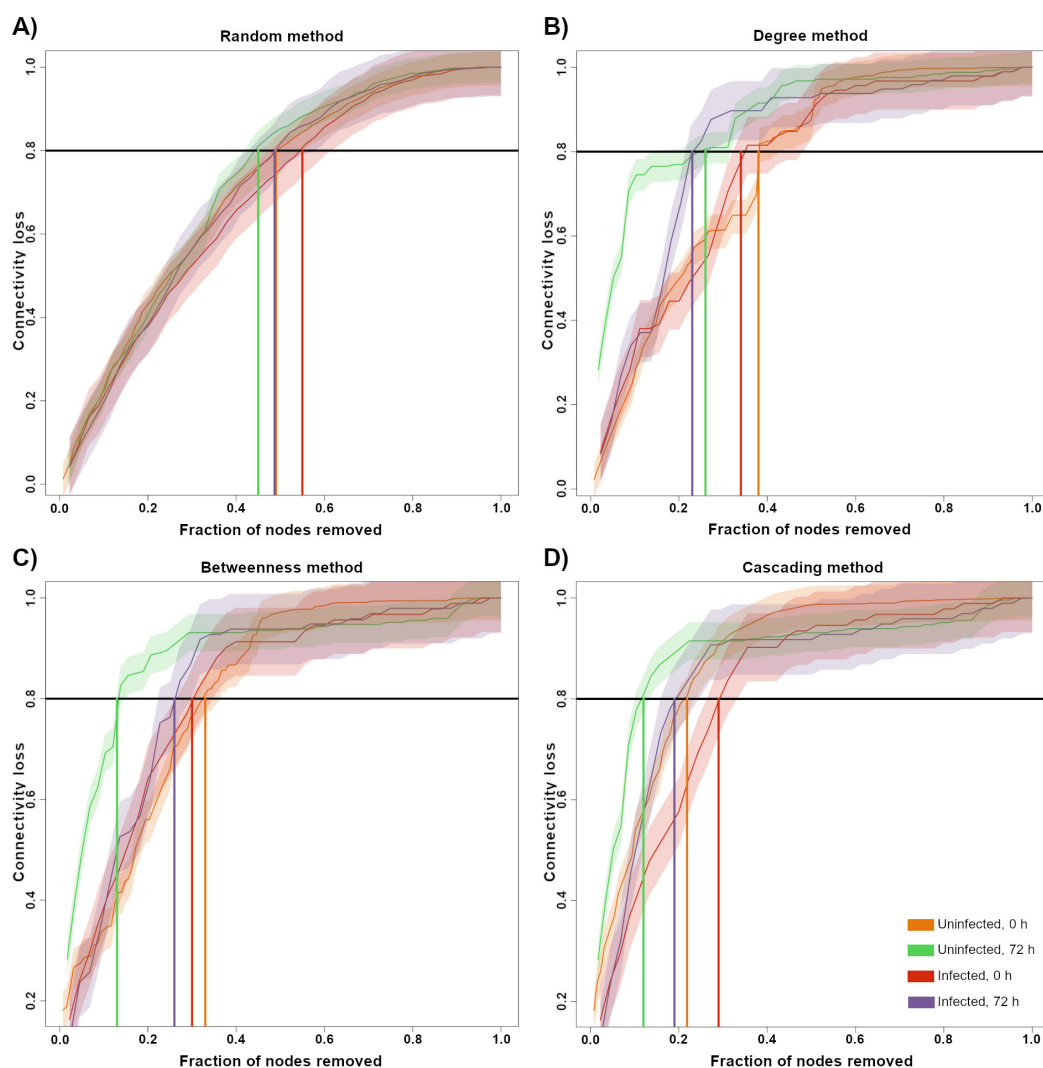 A)
Random method
Connectivity loss
1.0
0.8
0.6
0.4
0.2
0.0
0.0 0.2 0.4 0.6 0.8 1.0
Fraction of nodes removed
B)
Degree method
Connectivity loss
1.0
0.8
0.6
0.4
0.2
0.0
0.0 0.2 0.4 0.6 0.8 1.0
Fraction of nodes removed
C)
Betweenness method
Connectivity loss
1.0
0.8
0.6
0.4
0.2
0.0 0.2 0.4 0.6 0.8 1.0
Fraction of nodes removed
D)
Cascading method
Connectivity loss
1.0
0.8
0.6
0.4
0.2
0.0 0.2 0.4 0.6 0.8 1.0
Fraction of nodes removed
Uninfected, 0 h
Uninfected, 72 h
Infected, 0 h
Infected, 72 h